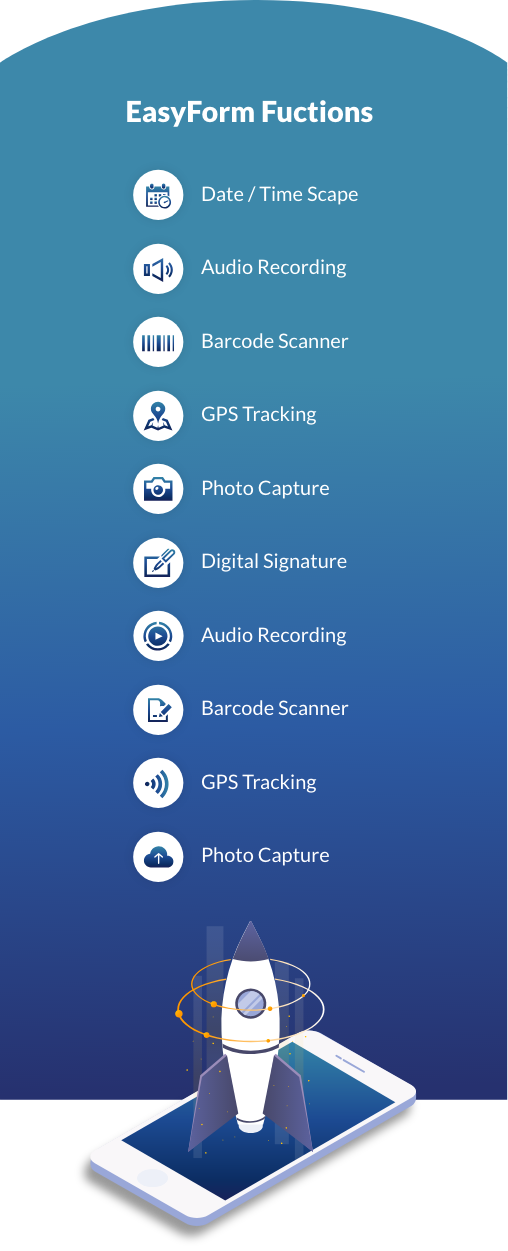 EasyForm Fuctions
Date / Time Scape
Audio Recording
Barcode Scanner
GPS Tracking
Photo Capture
Digital Signature
Audio Recording
Barcode Scanner
GPS Tracking
Photo Capture